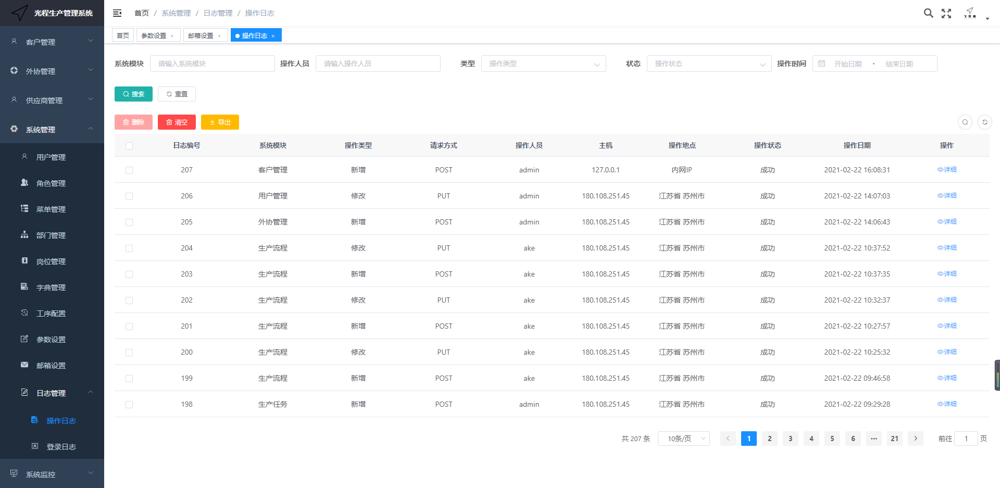 光程生产管理系统
首页 / 系统管理 / 日志管理 / 操作日志
首页
参数设置 ×
邮箱设置 ×
操作日志 ×
客户管理
外协管理
供应商管理
系统管理
用户管理
角色管理
菜单管理
部门管理
岗位管理
字典管理
工序配置
参数设置
邮箱设置
日志管理
操作日志
登录日志
系统监控
系统模块 请输入系统模块 操作人员 请输入操作人员 类型 操作类型 状态 操作状态 操作时间 开始日期 - 结束日期
搜索 重置
删除 清空 导出
日志编号 系统模块 操作类型 请求方式 操作人员 主机 操作地点 操作状态 操作日期 操作
207 客户管理 新增 POST admin 127.0.0.1 内网IP 成功 2021-02-22 16:08:31 详细
206 用户管理 修改 PUT admin 180.108.251.45 江苏省 苏州市 成功 2021-02-22 14:07:03 详细
205 外协管理 新增 POST admin 180.108.251.45 江苏省 苏州市 成功 2021-02-22 14:06:43 详细
204 生产流程 修改 PUT ake 180.108.251.45 江苏省 苏州市 成功 2021-02-22 10:37:52 详细
203 生产流程 新增 POST ake 180.108.251.45 江苏省 苏州市 成功 2021-02-22 10:37:35 详细
202 生产流程 修改 PUT ake 180.108.251.45 江苏省 苏州市 成功 2021-02-22 10:32:37 详细
201 生产流程 新增 POST ake 180.108.251.45 江苏省 苏州市 成功 2021-02-22 10:27:57 详细
200 生产流程 修改 PUT ake 180.108.251.45 江苏省 苏州市 成功 2021-02-22 10:25:32 详细
199 生产流程 新增 POST ake 180.108.251.45 江苏省 苏州市 成功 2021-02-22 09:46:58 详细
198 生产任务 新增 POST admin 180.108.251.45 江苏省 苏州市 成功 2021-02-22 09:29:28 详细
共 207 条 10条/页 1 2 3 4 5 6 ··· 21 前往 1 页